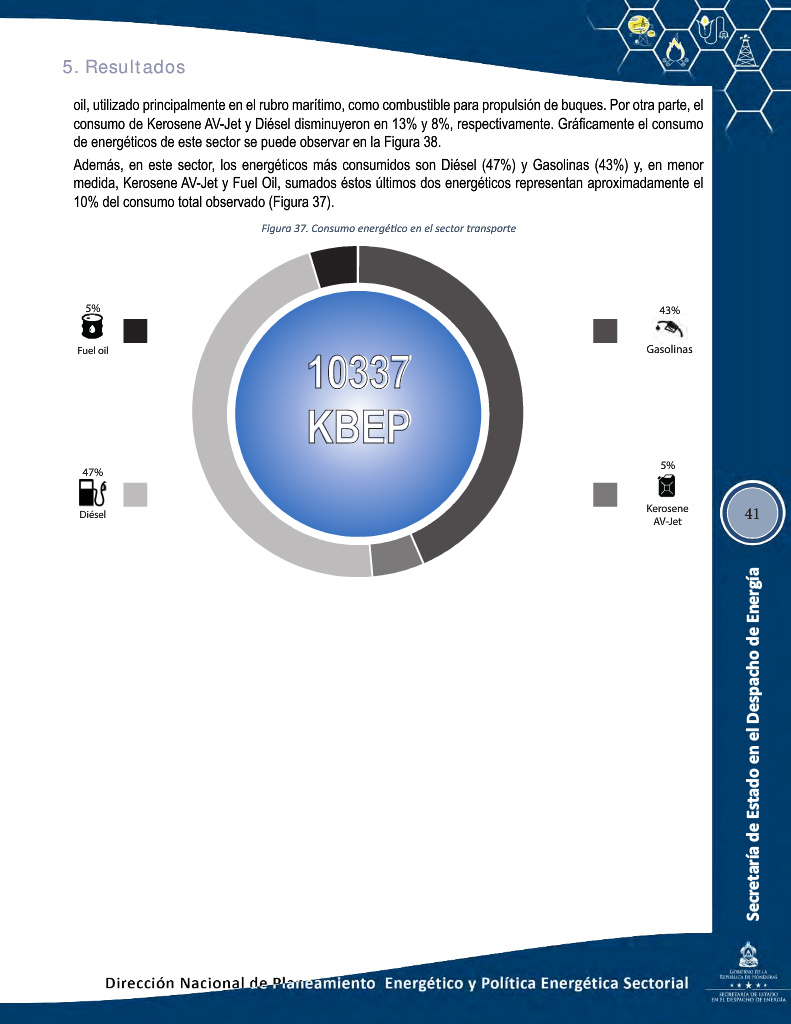 5. Resultados
oil, utilizado principalmente en el rubro marítimo, como combustible para propulsión de buques. Por otra parte, el
consumo de Kerosene AV-Jet y Diésel disminuyeron en 13% y 8%, respectivamente. Gráficamente el consumo
de energéticos de este sector se puede observar en la Figura 38.
Además, en este sector, los energéticos más consumidos son Diésel (47%) y Gasolinas (43%) y, en menor
medida, Kerosene AV-Jet y Fuel Oil, sumados éstos últimos dos energéticos representan aproximadamente el
10% del consumo total observado (Figura 37).
Figura 37. Consumo energético en el sector transporte
5%
Fuel oil
43%
Gasolinas
10337
KBEP
47%
Diésel
5%
Kerosene
AV-Jet
41
Secretaría de Estado en el Despacho de Energía
Dirección Nacional de Planeamiento Energético y Política Energética Sectorial
GOBIERNO DE LA
REPÚBLICA DE HONDURAS
SECRETARÍA DE ESTADO
EN EL DESPACHO DE ENERGÍA